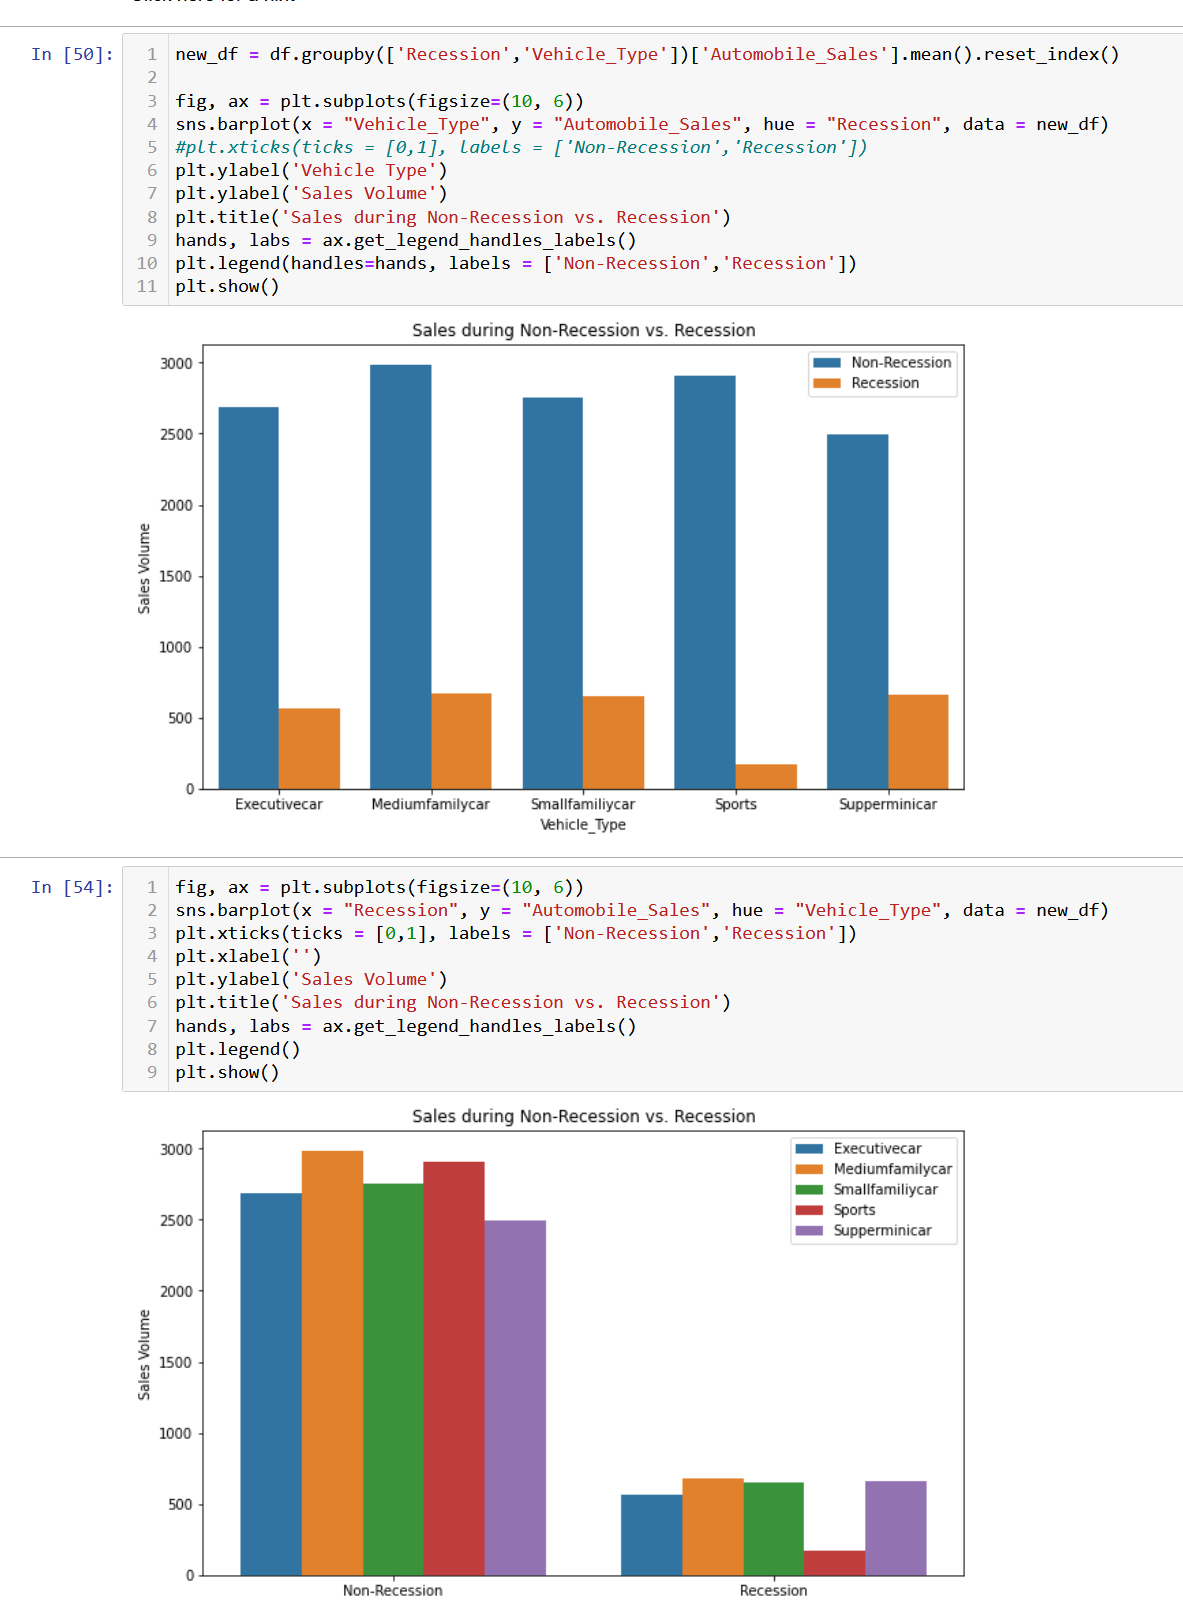 In [50]:
1 new_df = df.groupby(['Recession','Vehicle_Type'])['Automobile_Sales'].mean().reset_index()
2
3 fig, ax = plt.subplots(figsize=(10, 6))
4 sns.barplot(x = "Vehicle_Type", y = "Automobile_Sales", hue = "Recession", data = new_df)
5 #plt.xticks(ticks = [0,1], labels = ['Non-Recession','Recession'])
6 plt.ylabel('Vehicle Type')
7 plt.ylabel('Sales Volume')
8 plt.title('Sales during Non-Recession vs. Recession')
9 hands, labs = ax.get_legend_handles_labels()
10 plt.legend(handles=hands, labels = ['Non-Recession','Recession'])
11 plt.show()
Sales during Non-Recession vs. Recession
Non-Recession
Recession
3000
2500
2000
1500
1000
500
0
Sales Volume
Executivecar Mediumfamilycar Smallfamiliycar Sports Supperminicar
Vehicle_Type
In [54]:
1 fig, ax = plt.subplots(figsize=(10, 6))
2 sns.barplot(x = "Recession", y = "Automobile_Sales", hue = "Vehicle_Type", data = new_df)
3 plt.xticks(ticks = [0,1], labels = ['Non-Recession','Recession'])
4 plt.xlabel('')
5 plt.ylabel('Sales Volume')
6 plt.title('Sales during Non-Recession vs. Recession')
7 hands, labs = ax.get_legend_handles_labels()
8 plt.legend()
9 plt.show()
Sales during Non-Recession vs. Recession
Executivecar
Mediumfamilycar
Smallfamiliycar
Sports
Supperminicar
3000
2500
2000
1500
1000
500
0
Sales Volume
Non-Recession Recession